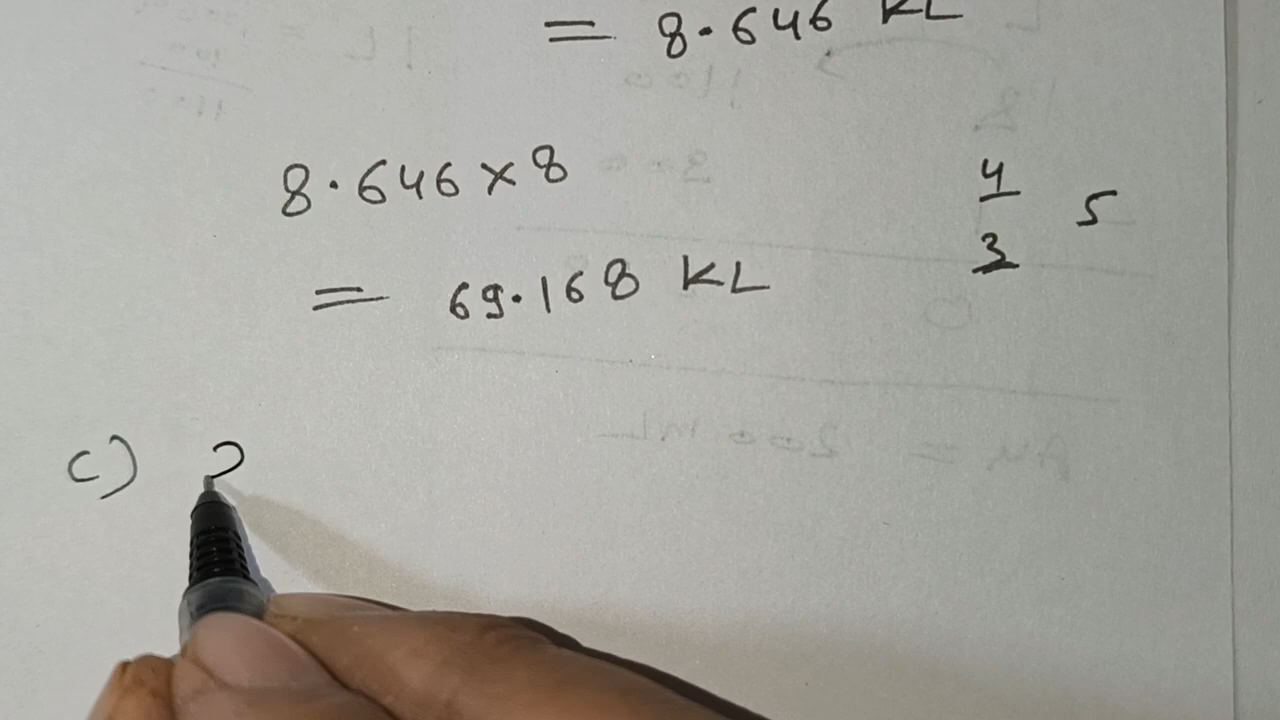 = 8.646 KL
8.646 × 8
4
3
5
= 69.168 KL
c) 2